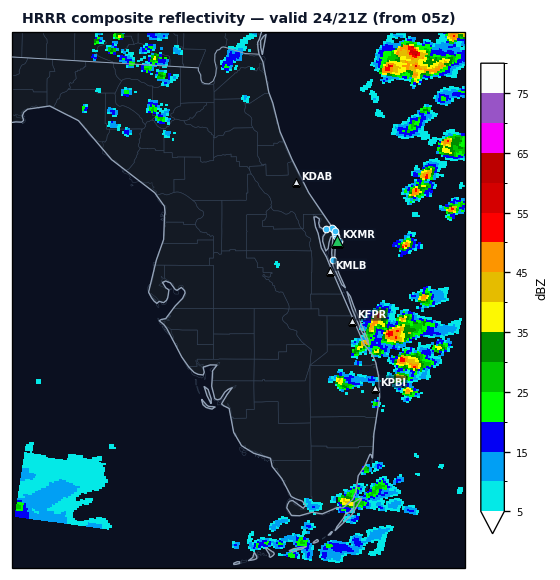 HRRR composite reflectivity — valid 24/21Z (from 05z)
KDAB
KXMR
KMLB
KFPR
KPBI
75
65
55
45
35
25
15
5
dBZ